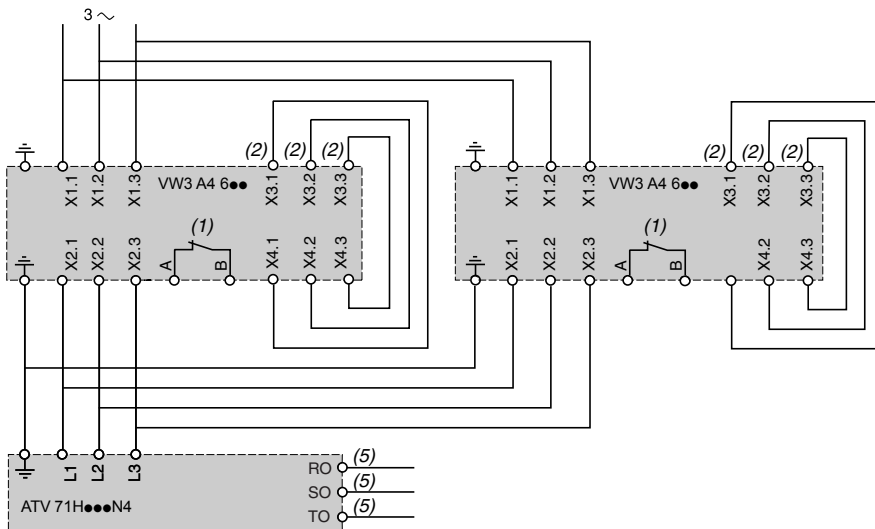 3 ~
(2) (2) (2)
(2) (2) (2)
X1.1 X1.2 X1.3 VW3 A4 6●● X3.1 X3.2 X3.3
X1.1 X1.2 X1.3 VW3 A4 6●● X3.1 X3.2 X3.3
(1)
(1)
X2.1 X2.2 X2.3 A B X4.1 X4.2 X4.3
X2.1 X2.2 X2.3 A B X4.2 X4.3
L1 L2 L3
RO (5)
SO (5)
TO (5)
ATV 71H●●●N4